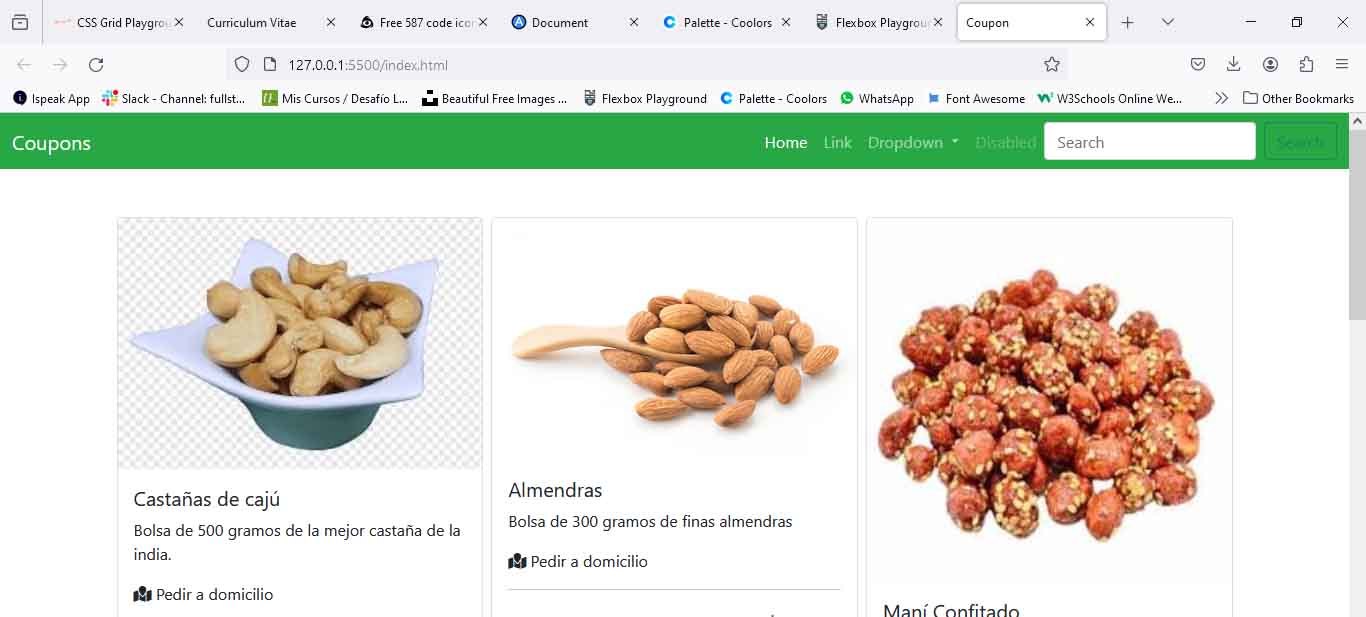 CSS Grid Playgrou
Curriculum Vitae
Free 587 code icon
Document
Palette - Coolors
Flexbox Playgroun
Coupon
127.0.0.1:5500/index.html
Ispeak App
Slack - Channel: fullst...
Mis Cursos / Desafío L...
Beautiful Free Images ...
Flexbox Playground
Palette - Coolors
WhatsApp
Font Awesome
W3Schools Online We...
Other Bookmarks
Coupons
Home
Link
Dropdown
Disabled
Search
Search
Castañas de cajú
Bolsa de 500 gramos de la mejor castaña de la
india.
Pedir a domicilio
Almendras
Bolsa de 300 gramos de finas almendras
Pedir a domicilio
Maní Confitado